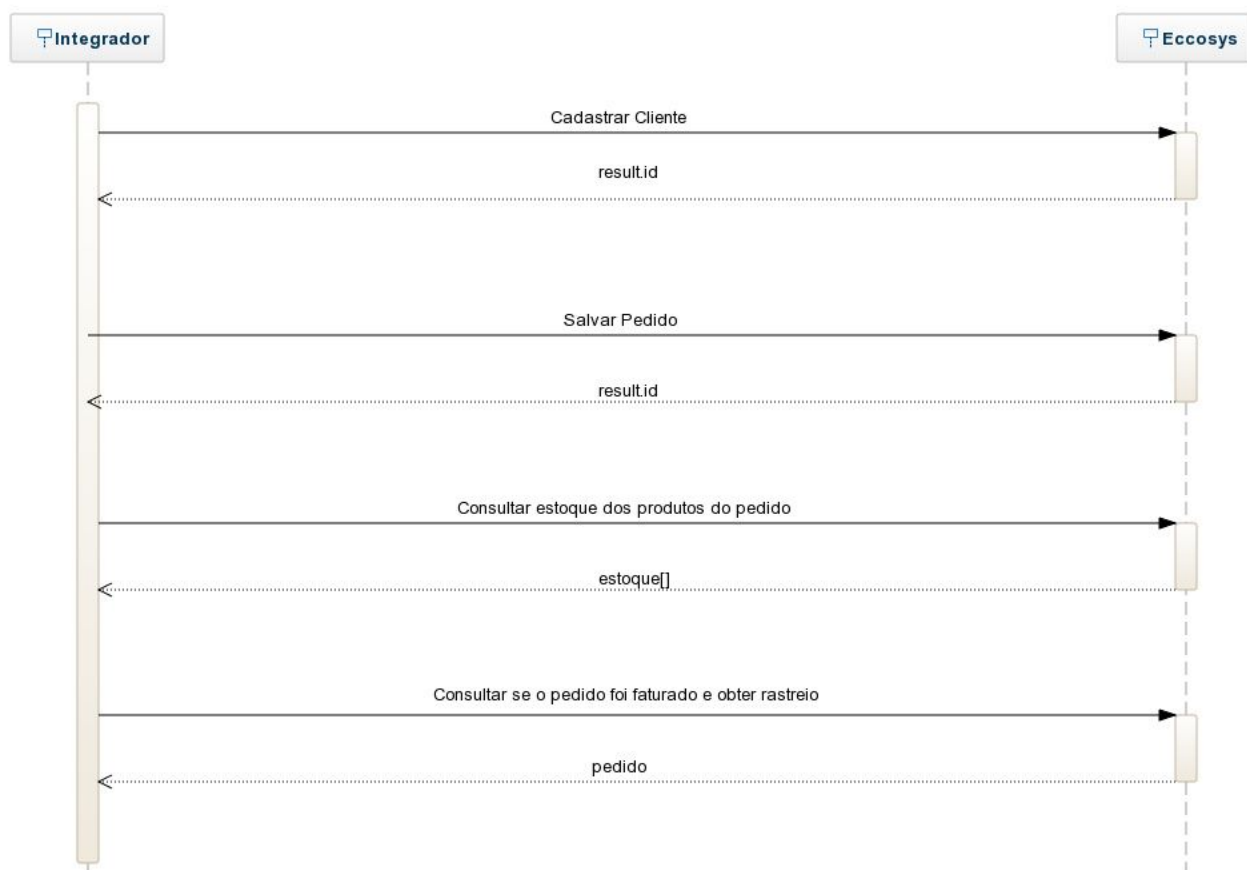 Integrador
Eccosys
Cadastrar Cliente
result.id
Salvar Pedido
result.id
Consultar estoque dos produtos do pedido
estoque[]
Consultar se o pedido foi faturado e obter rastreio
pedido